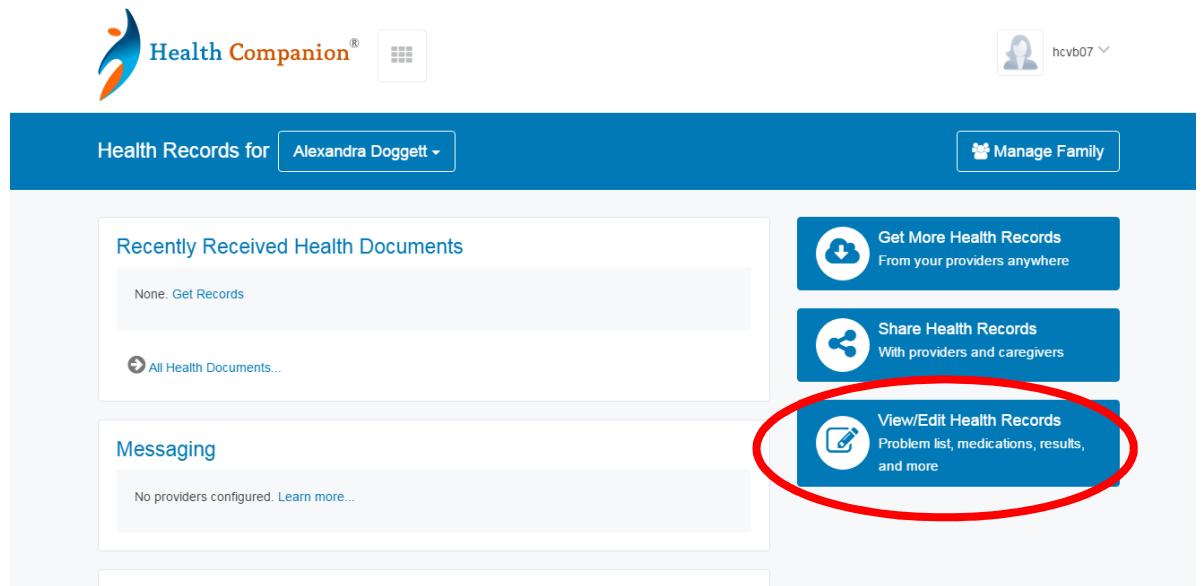 Health Companion®
hcvb07
Health Records for Alexandra Doggett
Manage Family
Recently Received Health Documents
None. Get Records
All Health Documents...
Messaging
No providers configured. Learn more...
Get More Health Records
From your providers anywhere
Share Health Records
With providers and caregivers
View/Edit Health Records
Problem list, medications, results,
and more